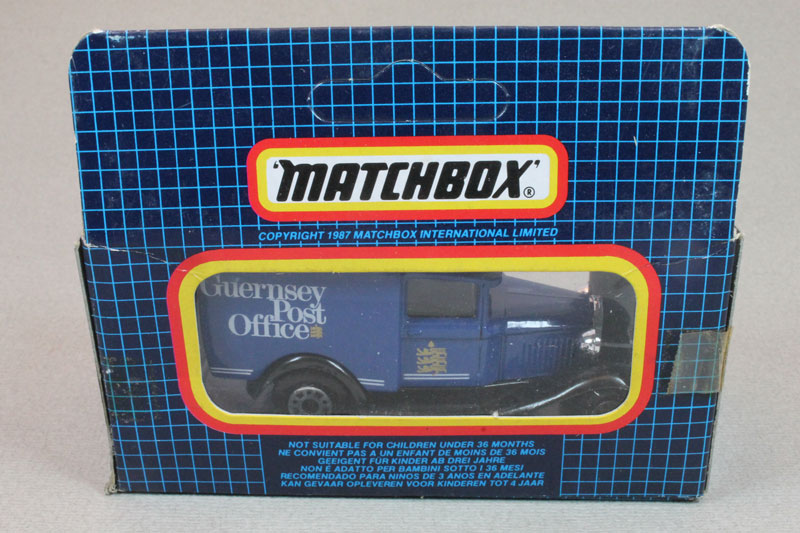 'MATCHBOX'®
COPYRIGHT 1987 MATCHBOX INTERNATIONAL LIMITED
Guernsey
Post
Office
NOT SUITABLE FOR CHILDREN UNDER 36 MONTHS
NE CONVIENT PAS A UN ENFANT DE MOINS DE 36 MOIS
GEEIGENT FÜR KINDER AB DREI JAHRE
NON È ADATTO PER BAMBINI SOTTO I 36 MESI
RECOMENDADO PARA NINOS DE 3 ANOS EN ADELANTE
KAN GEVAAR OPLEVEREN VOOR KINDEREN TOT 4 JAAR